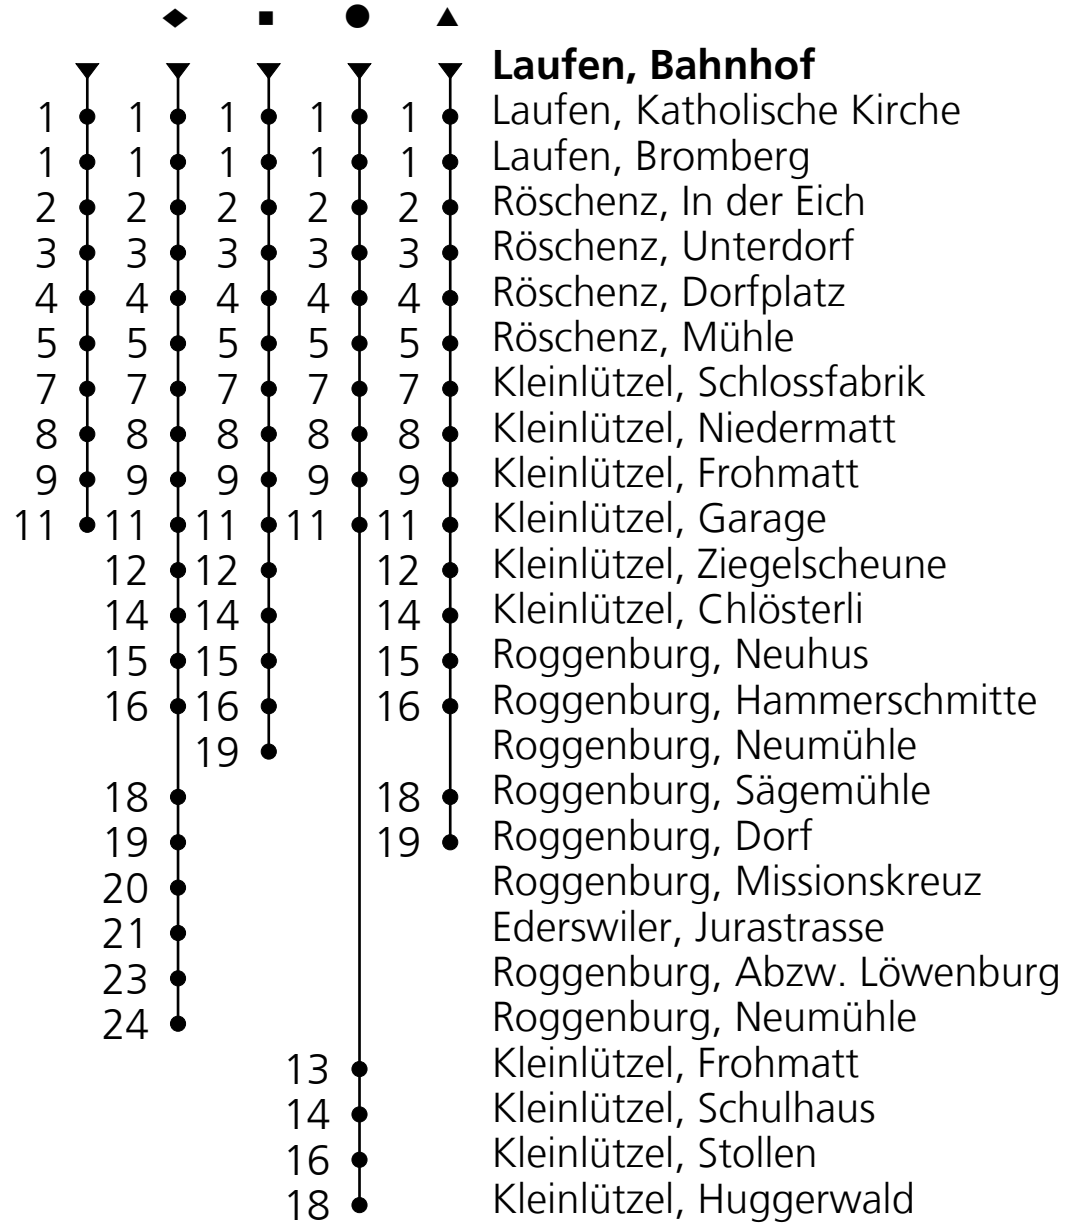 Laufen, Bahnhof
1 1 1 1 1 Laufen, Katholische Kirche
1 1 1 1 1 Laufen, Bromberg
2 2 2 2 2 Röschenz, In der Eich
3 3 3 3 3 Röschenz, Unterdorf
4 4 4 4 4 Röschenz, Dorfplatz
5 5 5 5 5 Röschenz, Mühle
7 7 7 7 7 Kleinlützel, Schlossfabrik
8 8 8 8 8 Kleinlützel, Niedermatt
9 9 9 9 9 Kleinlützel, Frohmatt
11 11 11 11 11 Kleinlützel, Garage
12 12 12 Kleinlützel, Ziegelscheune
14 14 14 Kleinlützel, Chlösterli
15 15 15 Roggenburg, Neuhus
16 16 16 Roggenburg, Hammerschmitte
19 Roggenburg, Neumühle
18 18 Roggenburg, Sägemühle
19 19 Roggenburg, Dorf
20 Roggenburg, Missionskreuz
21 Ederswiler, Jurastrasse
23 Roggenburg, Abzw. Löwenburg
24 Roggenburg, Neumühle
13 Kleinlützel, Frohmatt
14 Kleinlützel, Schulhaus
16 Kleinlützel, Stollen
18 Kleinlützel, Huggerwald